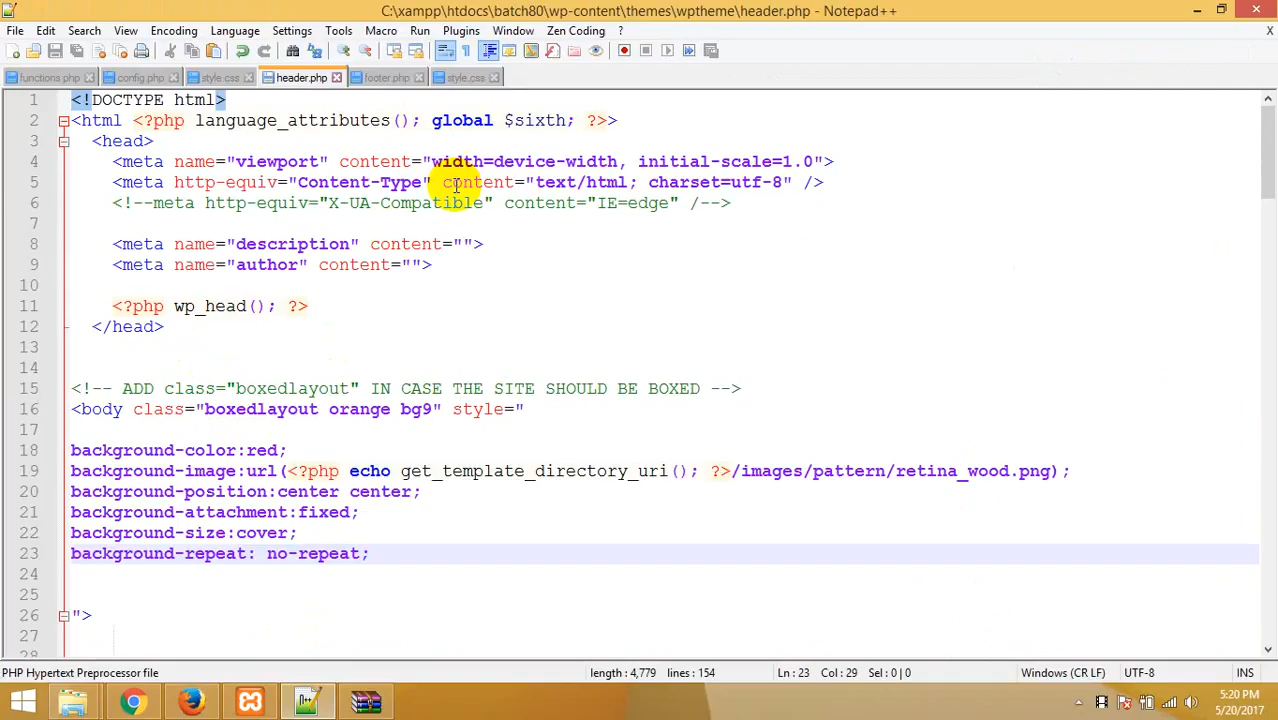 C:\xampp\htdocs\batch80\wp-content\themes\wptheme\header.php - Notepad++
File Edit Search View Encoding Language Settings Tools Macro Run Plugins Window Zen Coding ? X
functions.php config.php style.css header.php footer.php style.css
1 <!DOCTYPE html>
2 <html <?php language_attributes(); global $sixth; ?>>
3 <head>
4 <meta name="viewport" content="width=device-width, initial-scale=1.0">
5 <meta http-equiv="Content-Type" content="text/html; charset=utf-8" />
6 <!--meta http-equiv="X-UA-Compatible" content="IE=edge" /-->
7
8 <meta name="description" content="">
9 <meta name="author" content="">
10
11 <?php wp_head(); ?>
12 </head>
13
14
15 <!-- ADD class="boxedlayout" IN CASE THE SITE SHOULD BE BOXED -->
16 <body class="boxedlayout orange bg9" style="
17
18 background-color:red;
19 background-image:url(<?php echo get_template_directory_uri(); ?>/images/pattern/retina_wood.png);
20 background-position:center center;
21 background-attachment:fixed;
22 background-size:cover;
23 background-repeat: no-repeat;
24
25
26 ">
27
28
PHP Hypertext Preprocessor file length : 4,779 lines : 154 Ln : 23 Col : 29 Sel : 0 | 0 Windows (CR LF) UTF-8 INS
5:20 PM
5/20/2017